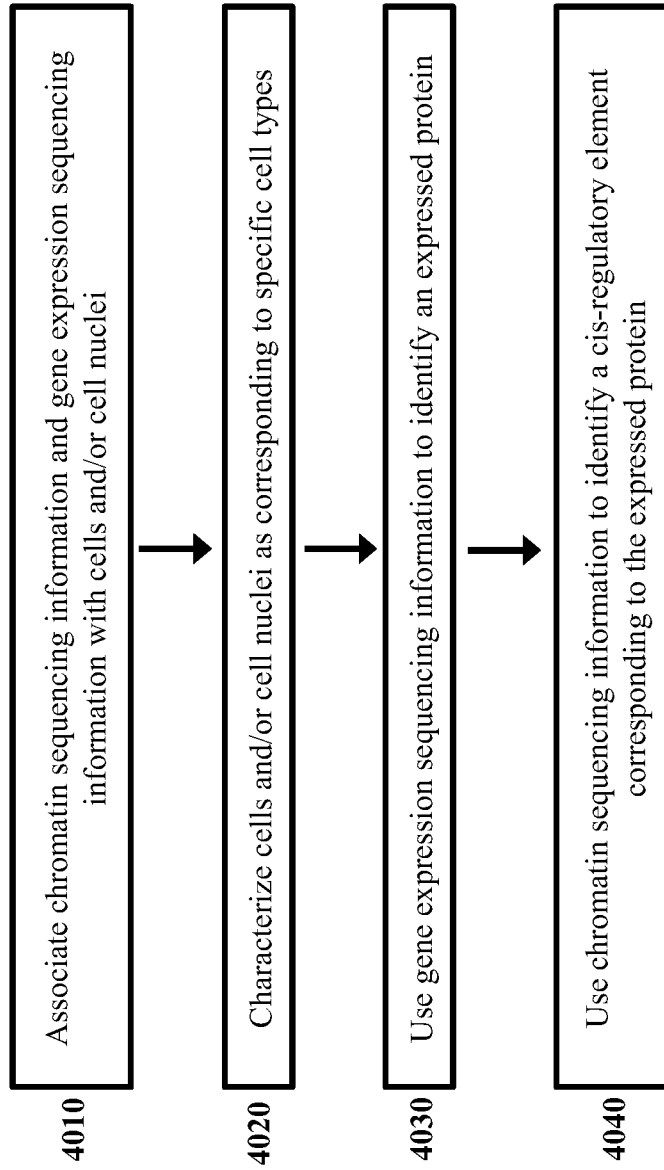 4010
Associate chromatin sequencing information and gene expression sequencing
information with cells and/or cell nuclei
4020
Characterize cells and/or cell nuclei as corresponding to specific cell types
4030
Use gene expression sequencing information to identify an expressed protein
4040
Use chromatin sequencing information to identify a cis-regulatory element
corresponding to the expressed protein